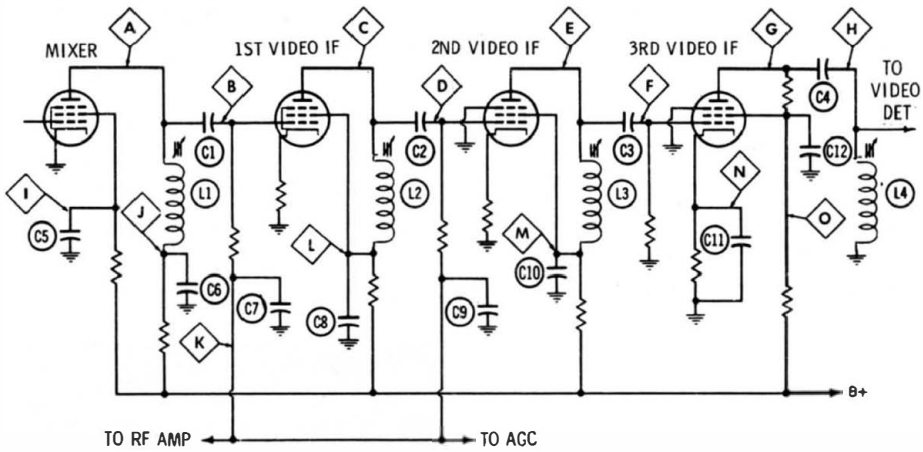 A
C
E
G
H
MIXER
1ST VIDEO IF
2ND VIDEO IF
3RD VIDEO IF
TO
VIDEO
DET
B
D
F
C1
C2
C3
C4
C12
I
J
L1
L2
L3
L4
C5
L
M
N
O
C6
C7
C8
C9
C10
C11
K
B+
TO RF AMP
TO AGC